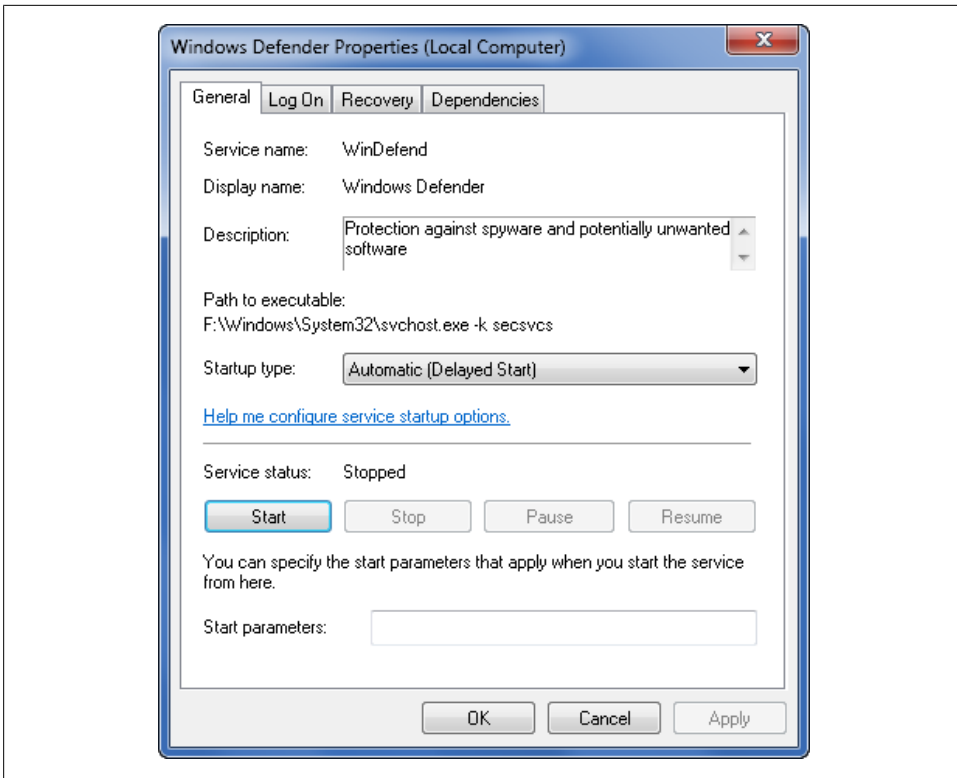 Windows Defender Properties (Local Computer)
General Log On Recovery Dependencies
Service name: WinDefend
Display name: Windows Defender
Description: Protection against spyware and potentially unwanted
software
Path to executable:
F:\Windows\System32\svchost.exe -k secsvcs
Startup type: Automatic (Delayed Start)
Help me configure service startup options.
Service status: Stopped
Start Stop Pause Resume
You can specify the start parameters that apply when you start the service
from here.
Start parameters:
OK Cancel Apply